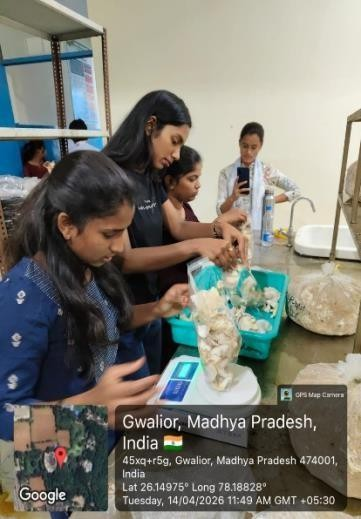 GPS Map Camera
Gwalior, Madhya Pradesh,
India 🇮🇳
45xq+r5g, Gwalior, Madhya Pradesh 474001,
India
Lat 26.14975° Long 78.18828°
Tuesday, 14/04/2026 11:49 AM GMT +05:30
Google